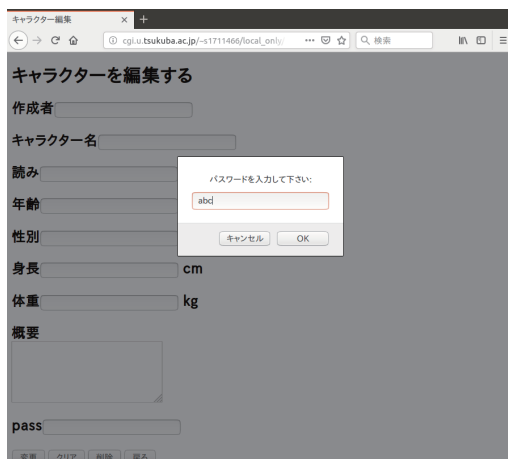 キャラクター編集 × +
cgi.u.tsukuba.ac.jp/~s1711466/local_only/ ••• 検索
キャラクターを編集する
作成者
キャラクター名
読み
年齢
性別
身長 cm
体重 kg
概要
pass
変更 クリア 削除 戻る
パスワードを入力して下さい:
abc
キャンセル OK